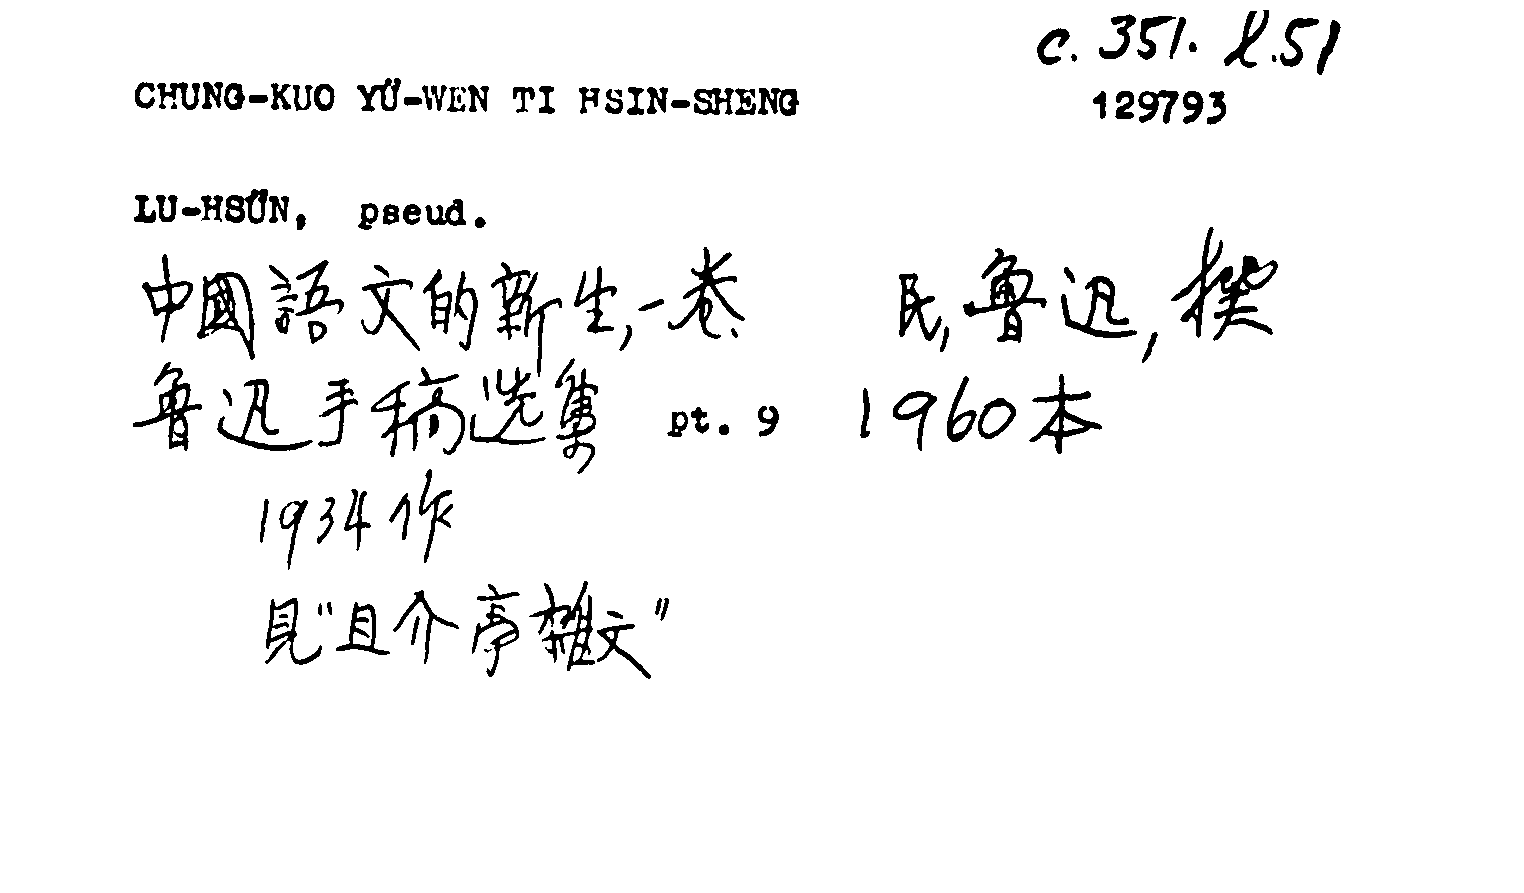 c. 351. l.51
CHUNG-KUO YÜ-WEN TI HSIN-SHENG
129793
LU-HSÜN, pseud.
中國語文的新生,一卷 民,魯迅,撰
魯迅手稿选集 pt. 9 1960本
1934作
見"且介亭雜文"